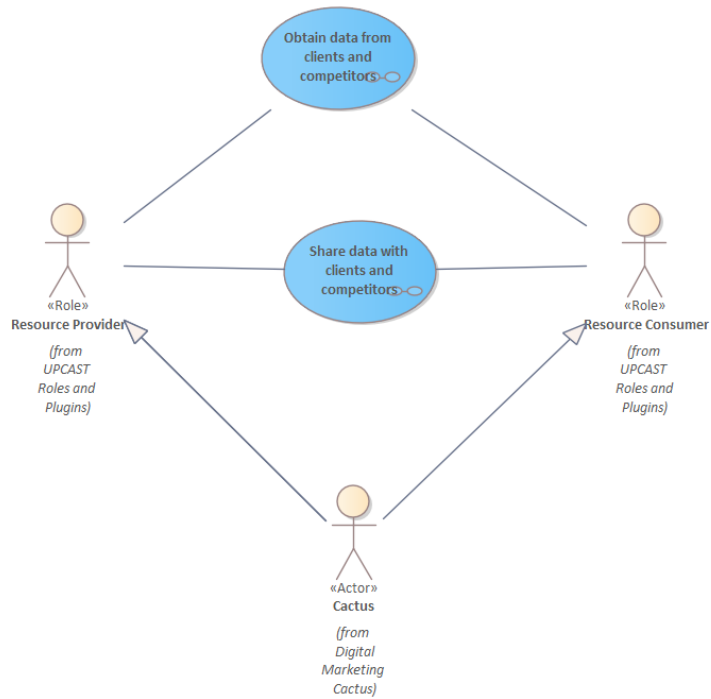 Obtain data from
clients and
competitors
Share data with
clients and
competitors
«Role»
Resource Provider
(from
UPCAST
Roles and
Plugins)
«Role»
Resource Consumer
(from
UPCAST
Roles and
Plugins)
«Actor»
Cactus
(from
Digital
Marketing
Cactus)